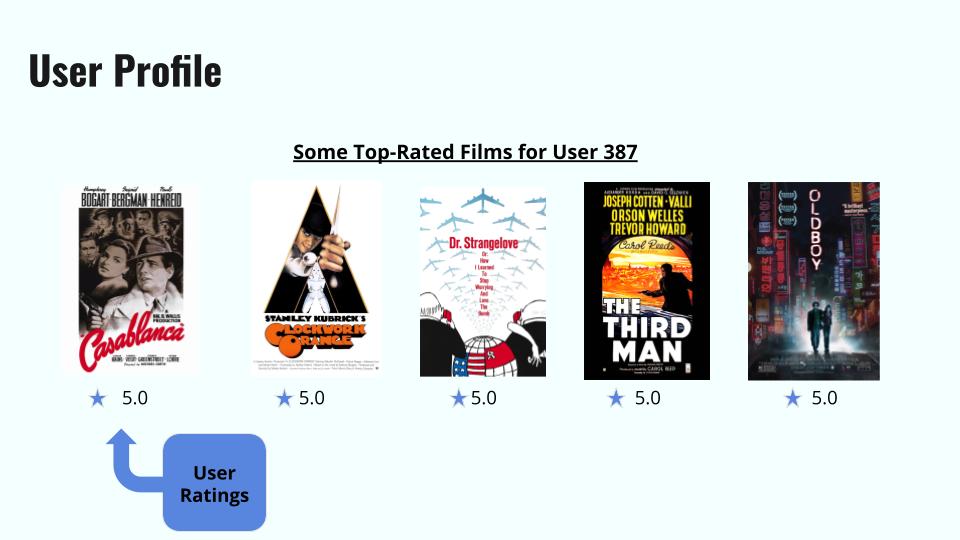 User Profile
Some Top-Rated Films for User 387
Humphrey Ingrid Paul
BOGART BERGMAN HENREID
HAL B. WALLIS
PRODUCTION
Casablanca
STANLEY KUBRICK'S
CLOCKWORK
ORANGE
Dr. Strangelove
Or:
How
I Learned
To
Stop
Worrying
And
Love
The
Bomb
JOSEPH COTTEN · VALLI
ORSON WELLES
TREVOR HOWARD
Carol Reed's
THE
THIRD
MAN
OLDBOY
5.0
5.0
5.0
5.0
5.0
User
Ratings